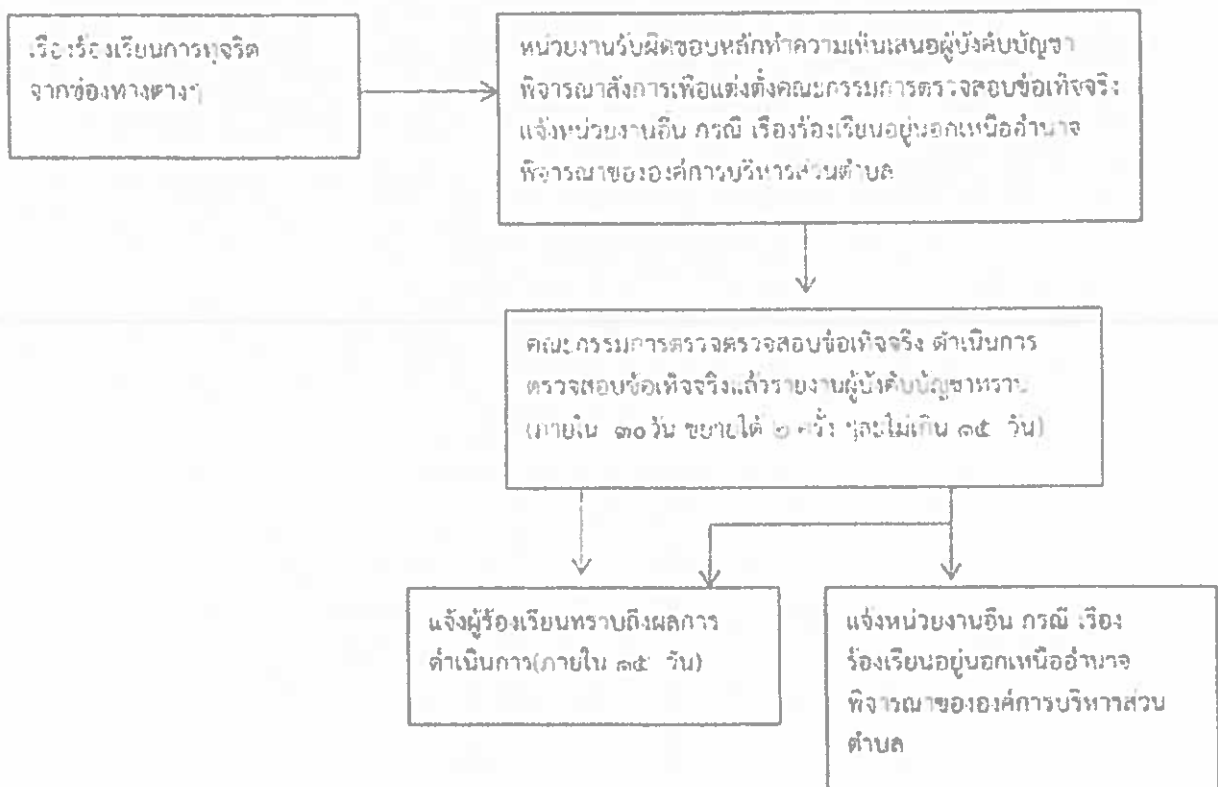 เรื่องร้องเรียนการทุจริต
จากช่องทางต่างๆ
หน่วยงานรับผิดชอบหลักทำความเห็นเสนอผู้บังคับบัญชา
พิจารณาสั่งการเพื่อแต่งตั้งคณะกรรมการตรวจสอบข้อเท็จจริง
แจ้งหน่วยงานอื่น กรณี เรื่องร้องเรียนอยู่นอกเหนืออำนาจ
พิจารณาขององค์การบริหารส่วนตำบล
คณะกรรมการตรวจตรวจสอบข้อเท็จจริง ดำเนินการ
ตรวจสอบข้อเท็จจริงแล้วรายงานผู้บังคับบัญชาทราบ
(ภายใน ๓๐ วัน ขยายได้ ๒ ครั้ง ๆละไม่เกิน ๑๕ วัน)
แจ้งผู้ร้องเรียนทราบถึงผลการ
ดำเนินการ(ภายใน ๑๕ วัน)
แจ้งหน่วยงานอื่น กรณี เรื่อง
ร้องเรียนอยู่นอกเหนืออำนาจ
พิจารณาขององค์การบริหารส่วน
ตำบล